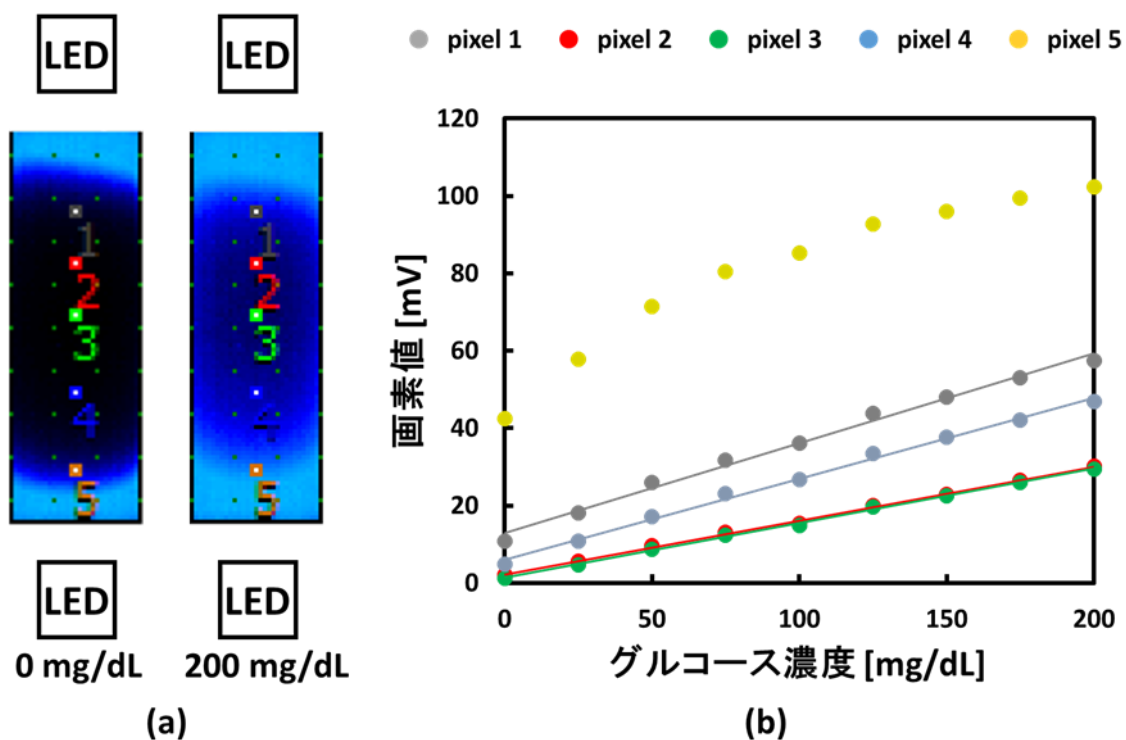 LED LED
1 1
2 2
3 3
4 4
5 5
LED LED
0 mg/dL 200 mg/dL
(a)
pixel 1 pixel 2 pixel 3 pixel 4 pixel 5
画素値 [mV]
120
100
80
60
40
20
0
0 50 100 150 200
グルコース濃度 [mg/dL]
(b)